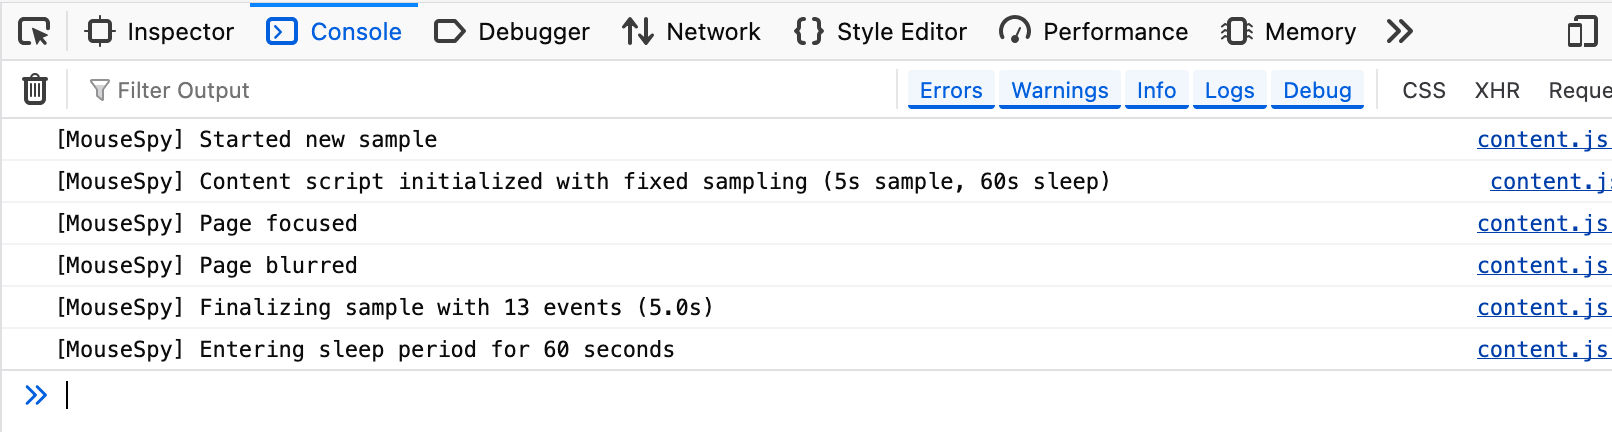 Inspector Console Debugger Network Style Editor Performance Memory
Filter Output Errors Warnings Info Logs Debug CSS XHR Reque
[MouseSpy] Started new sample content.js
[MouseSpy] Content script initialized with fixed sampling (5s sample, 60s sleep) content.js
[MouseSpy] Page focused content.js
[MouseSpy] Page blurred content.js
[MouseSpy] Finalizing sample with 13 events (5.0s) content.js
[MouseSpy] Entering sleep period for 60 seconds content.js